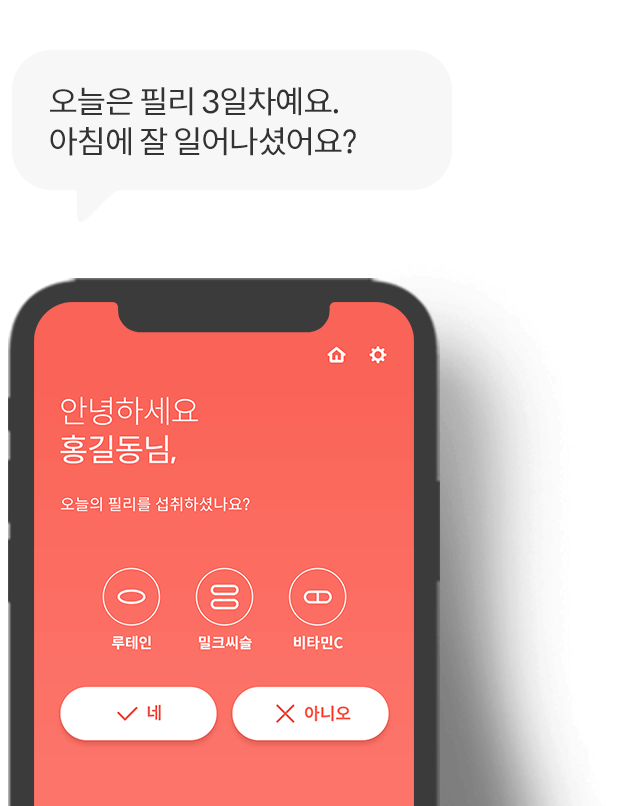 오늘은 필리 3일차예요.
아침에 잘 일어나셨어요?
안녕하세요
홍길동님,
오늘의 필리를 섭취하셨나요?
루테인 밀크씨슬 비타민C
네 아니오